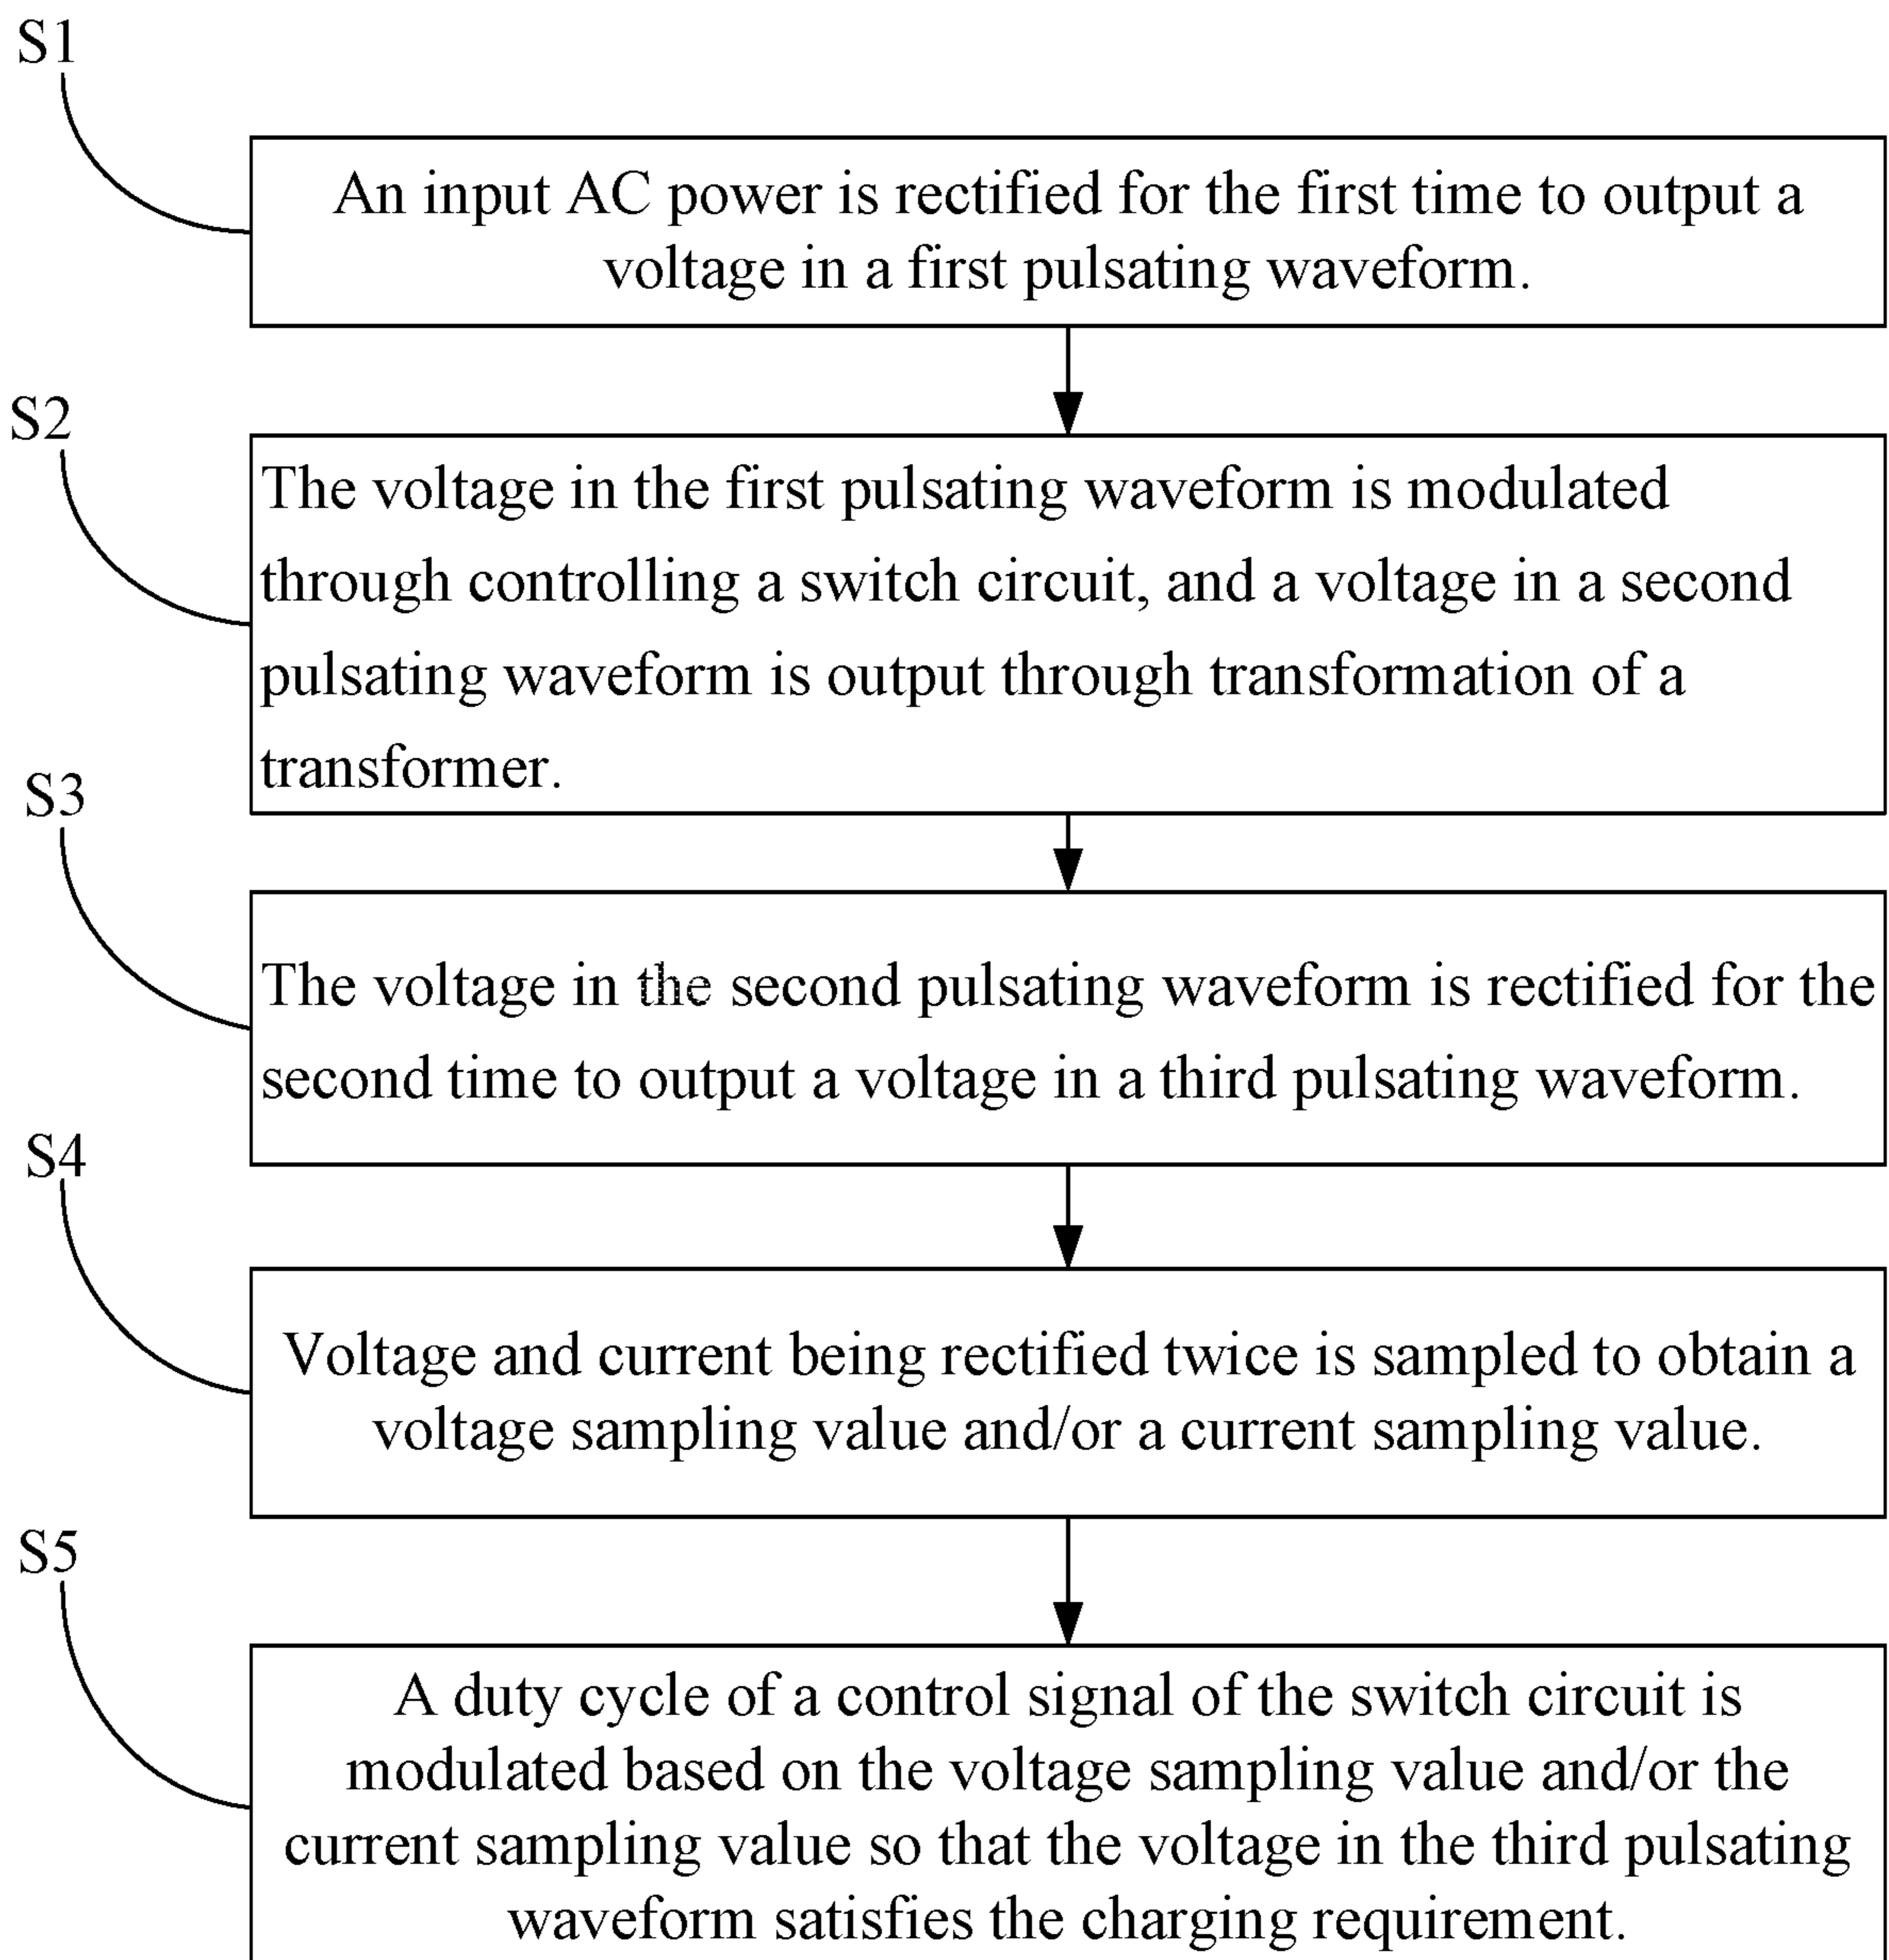 S1
An input AC power is rectified for the first time to output a
voltage in a first pulsating waveform.
S2
The voltage in the first pulsating waveform is modulated
through controlling a switch circuit, and a voltage in a second
pulsating waveform is output through transformation of a
transformer.
S3
The voltage in the second pulsating waveform is rectified for the
second time to output a voltage in a third pulsating waveform.
S4
Voltage and current being rectified twice is sampled to obtain a
voltage sampling value and/or a current sampling value.
S5
A duty cycle of a control signal of the switch circuit is
modulated based on the voltage sampling value and/or the
current sampling value so that the voltage in the third pulsating
waveform satisfies the charging requirement.